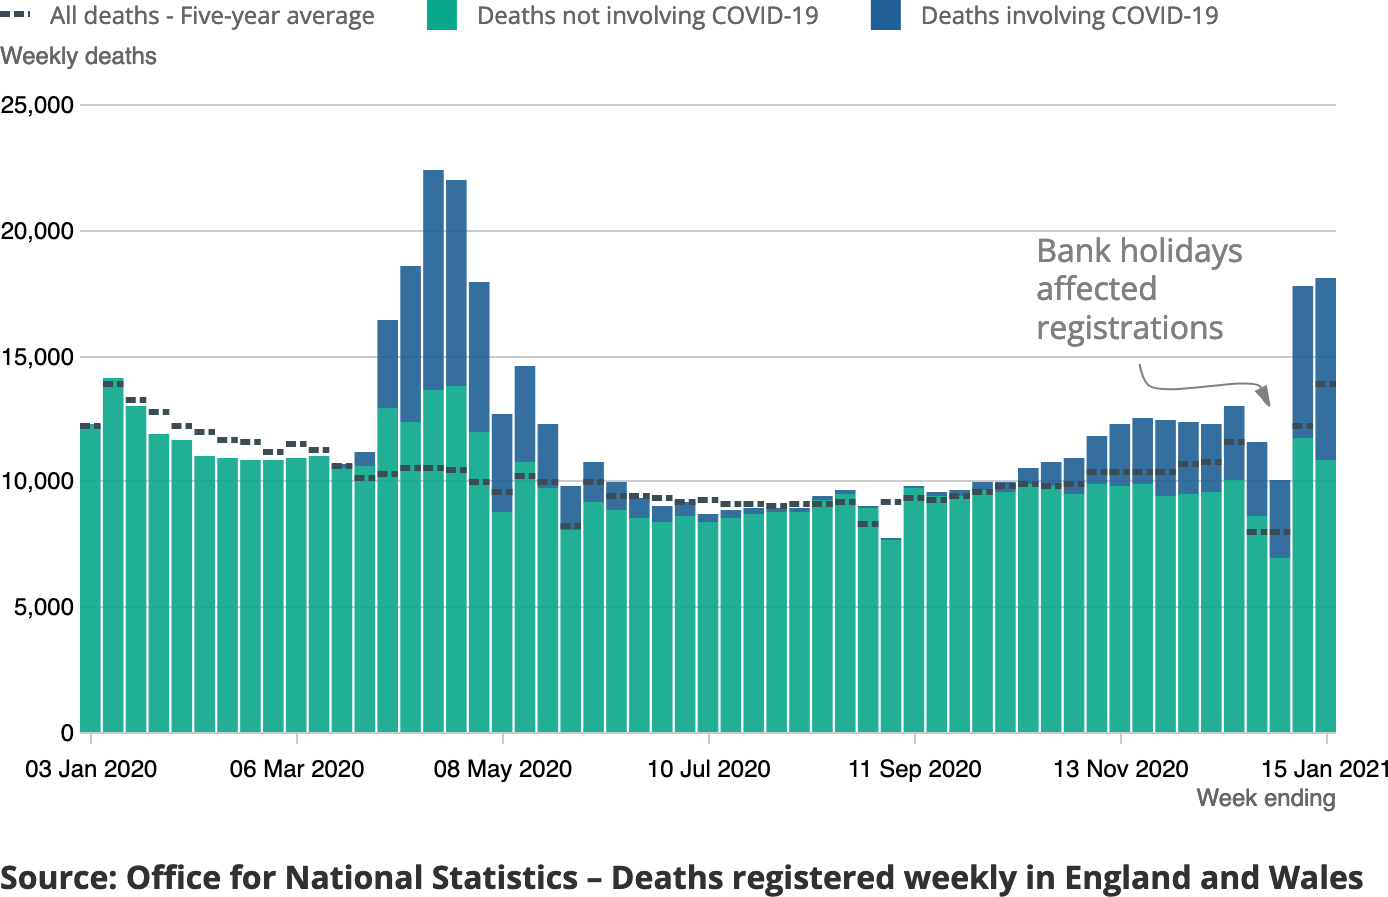 All deaths - Five-year average Deaths not involving COVID-19 Deaths involving COVID-19
Weekly deaths
25,000
20,000
Bank holidays
affected
registrations
15,000
10,000
5,000
0
03 Jan 2020 06 Mar 2020 08 May 2020 10 Jul 2020 11 Sep 2020 13 Nov 2020 15 Jan 2021
Week ending
Source: Office for National Statistics – Deaths registered weekly in England and Wales